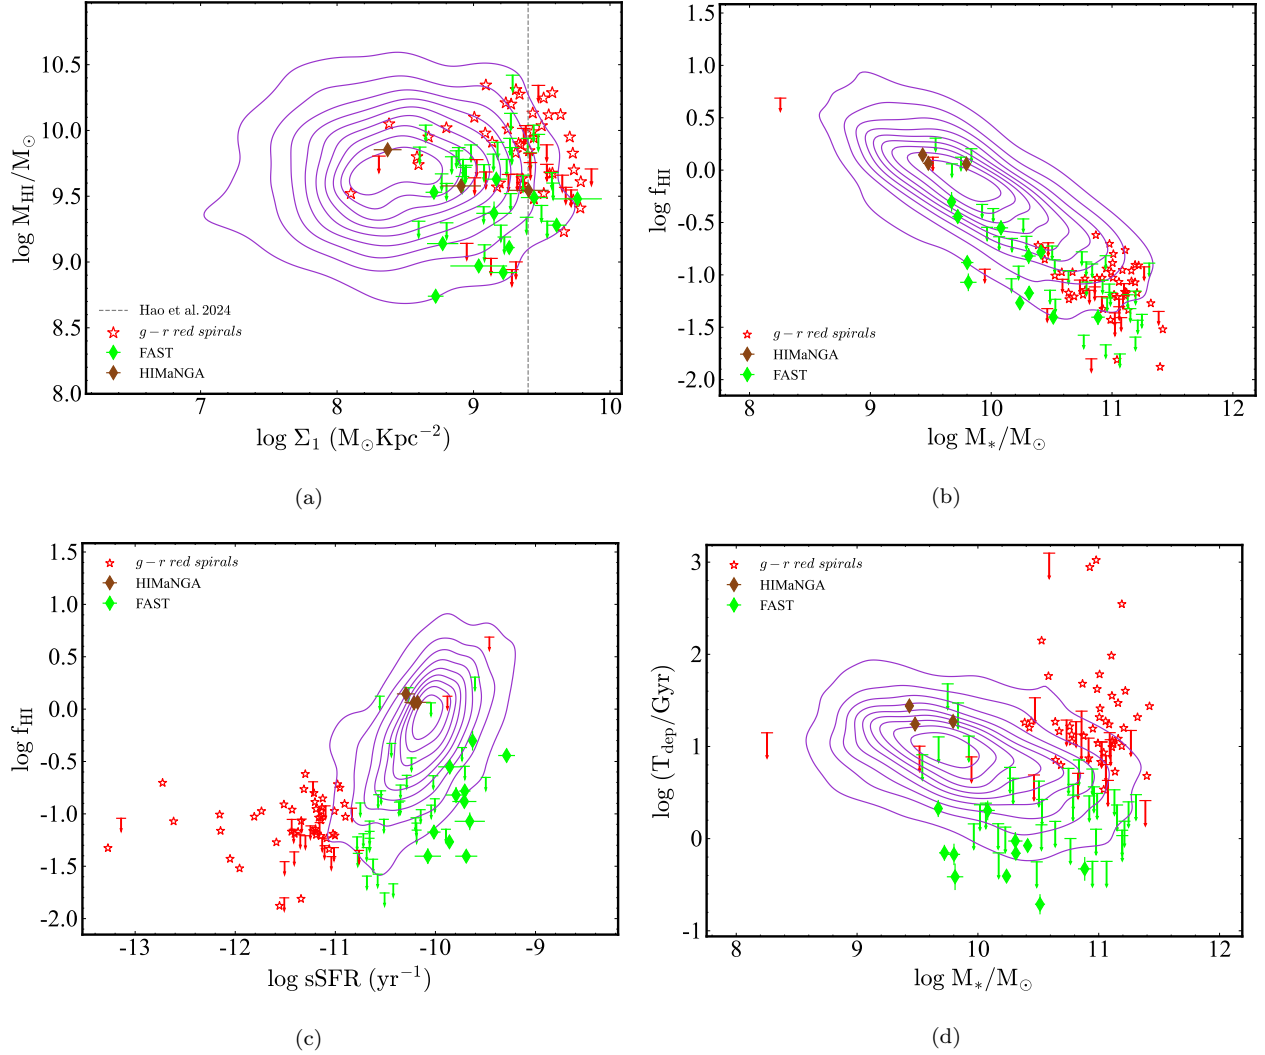 10.5
10.0
9.5
9.0
8.5
8.0
log M_HI/M_⊙
Hao et al. 2024
g − r red spirals
FAST
HIMaNGA
7 8 9 10
log Σ₁ (M_⊙Kpc⁻²)
(a)
1.5
1.0
0.5
0.0
-0.5
-1.0
-1.5
-2.0
log f_HI
g − r red spirals
HIMaNGA
FAST
8 9 10 11 12
log M_*/M_⊙
(b)
1.5
1.0
0.5
0.0
-0.5
-1.0
-1.5
-2.0
log f_HI
g − r red spirals
HIMaNGA
FAST
-13 -12 -11 -10 -9
log sSFR (yr⁻¹)
(c)
3
2
1
0
-1
log (T_dep/Gyr)
g − r red spirals
HIMaNGA
FAST
8 9 10 11 12
log M_*/M_⊙
(d)